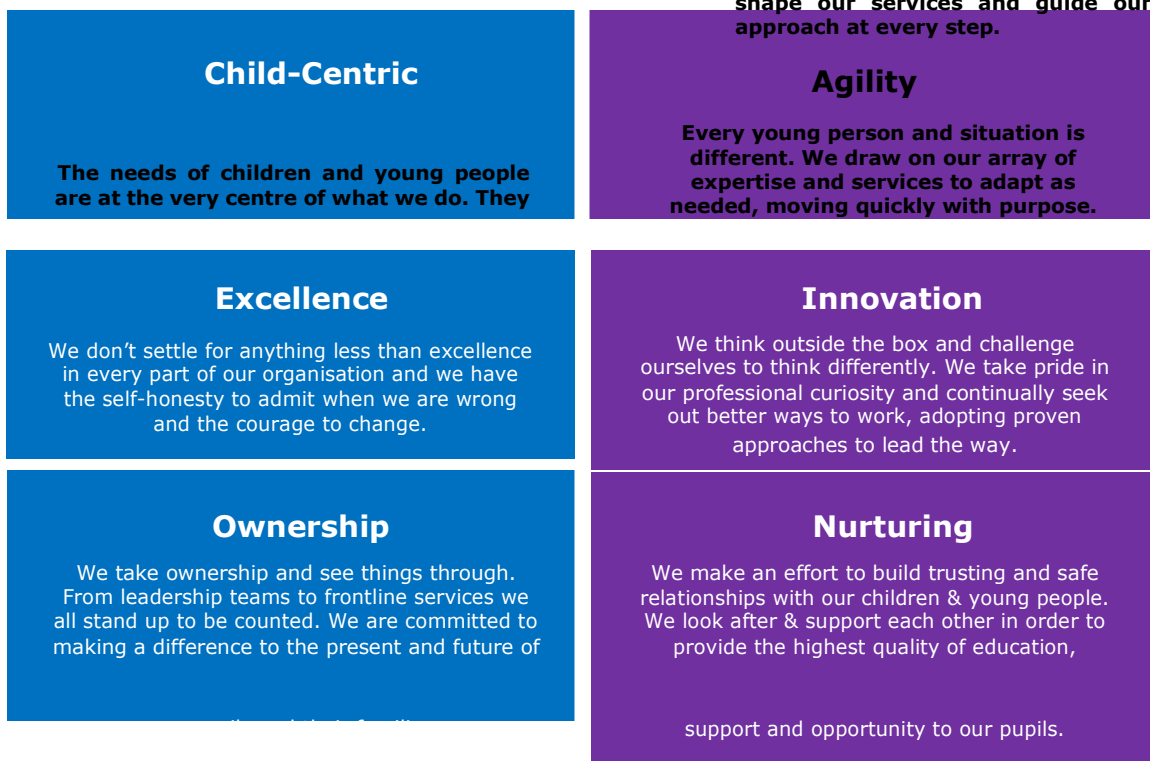 Child-Centric
The needs of children and young people
are at the very centre of what we do. They
shape our services and guide our
approach at every step.
Agility
Every young person and situation is
different. We draw on our array of
expertise and services to adapt as
needed, moving quickly with purpose.
Excellence
We don’t settle for anything less than excellence
in every part of our organisation and we have
the self-honesty to admit when we are wrong
and the courage to change.
Innovation
We think outside the box and challenge
ourselves to think differently. We take pride in
our professional curiosity and continually seek
out better ways to work, adopting proven
approaches to lead the way.
Ownership
We take ownership and see things through.
From leadership teams to frontline services we
all stand up to be counted. We are committed to
making a difference to the present and future of
Nurturing
We make an effort to build trusting and safe
relationships with our children & young people.
We look after & support each other in order to
provide the highest quality of education,
support and opportunity to our pupils.